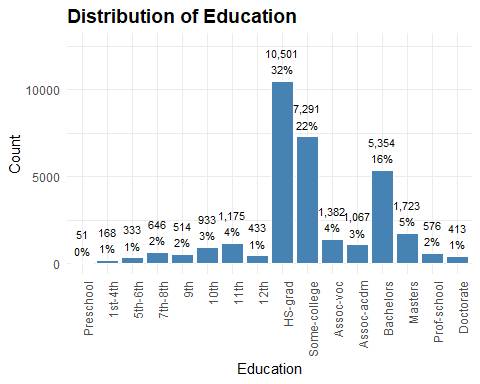 Distribution of Education
Count
10000
5000
0
51
0%
168
1%
333
1%
646
2%
514
2%
933
3%
1,175
4%
433
1%
10,501
32%
7,291
22%
1,382
4%
1,067
3%
5,354
16%
1,723
5%
576
2%
413
1%
Preschool
1st-4th
5th-6th
7th-8th
9th
10th
11th
12th
HS-grad
Some-college
Assoc-voc
Assoc-acdm
Bachelors
Masters
Prof-school
Doctorate
Education